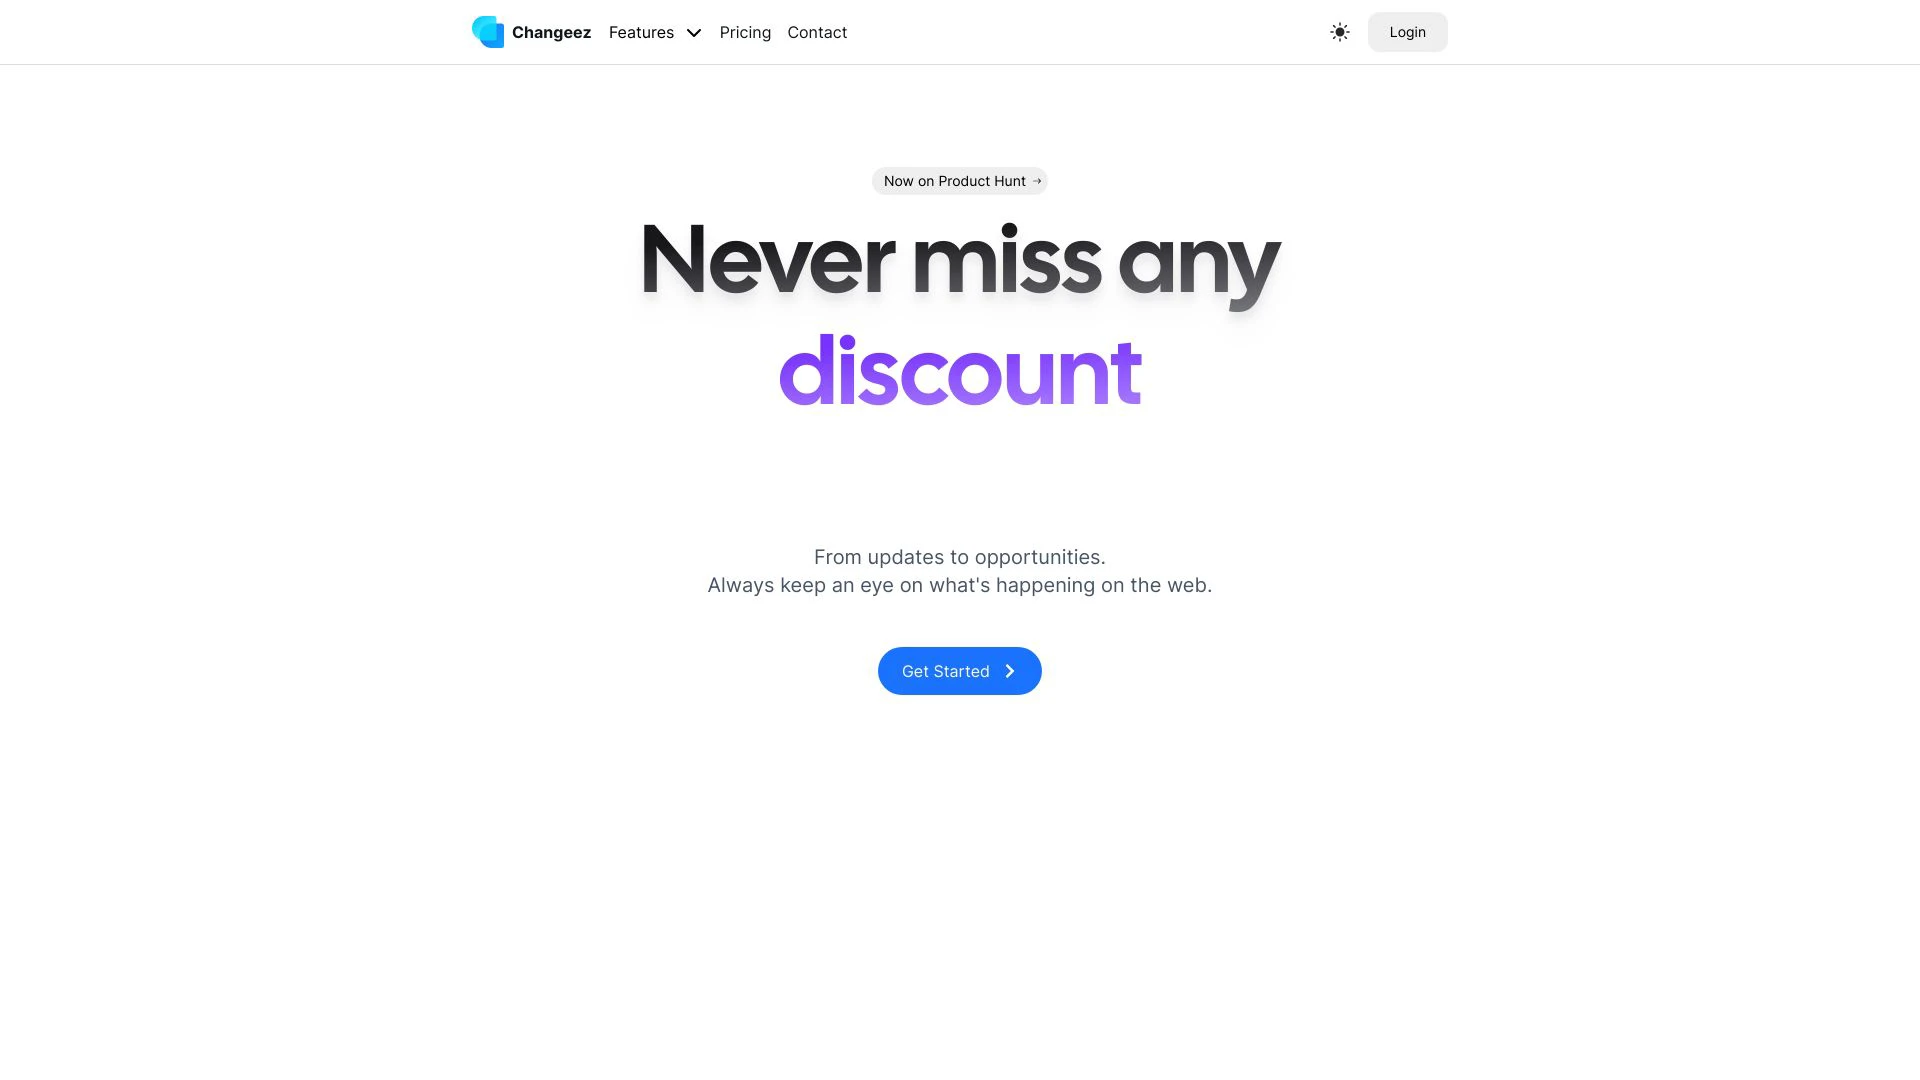 Changeez
Features
Pricing
Contact
Login
Now on Product Hunt →
Never miss any
discount
From updates to opportunities.
Always keep an eye on what's happening on the web.
Get Started